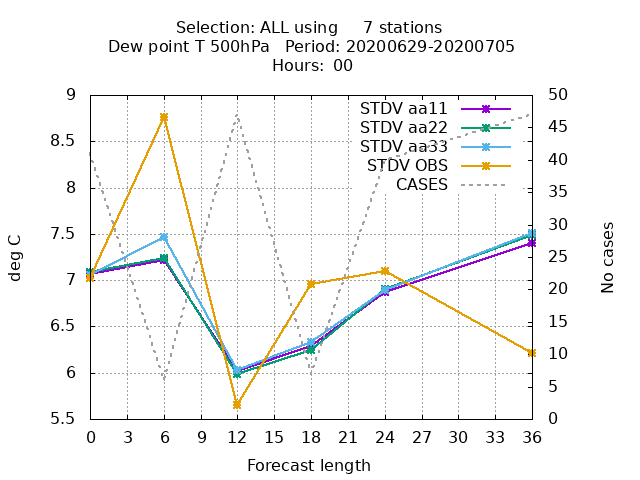 Selection: ALL using 7 stations
Dew point T 500hPa Period: 20200629-20200705
Hours: 00
STDV aa11
STDV aa22
STDV aa33
STDV OBS
CASES
9
8.5
8
7.5
7
6.5
6
5.5
deg C
50
45
40
35
30
25
20
15
10
5
0
No cases
0 3 6 9 12 15 18 21 24 27 30 33 36
Forecast length